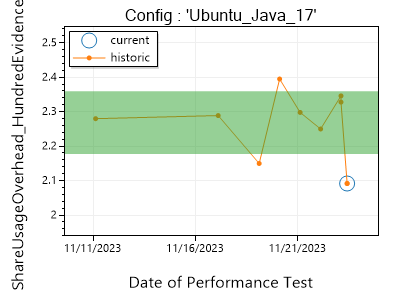 Config : 'Ubuntu_Java_17'
current
historic
ShareUsageOverhead_HundredEvidence
2.5
2.4
2.3
2.2
2.1
2
11/11/2023
11/16/2023
11/21/2023
Date of Performance Test